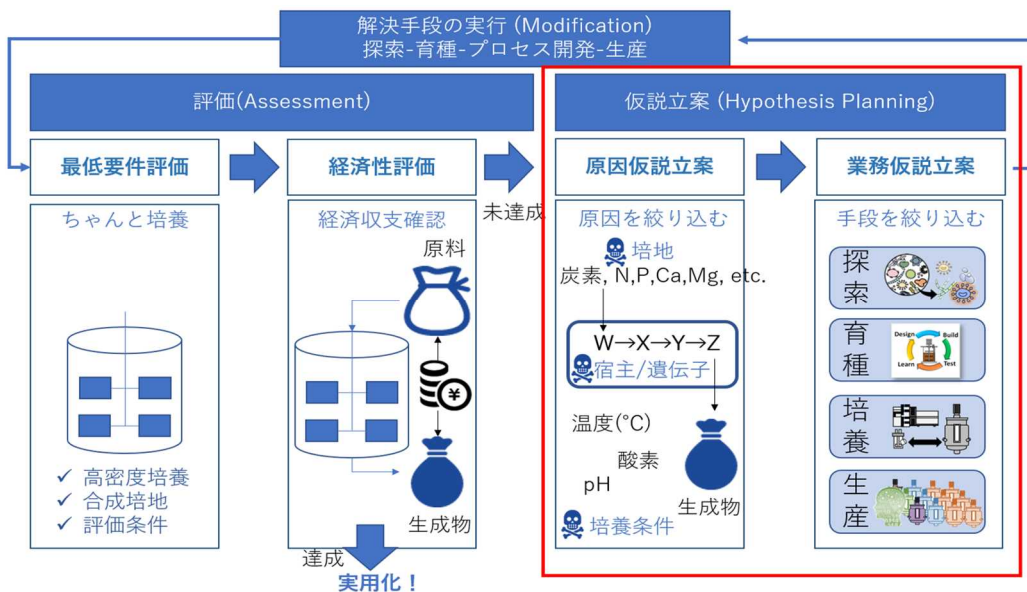 解決手段の実行 (Modification)
探索-育種-プロセス開発-生産
評価(Assessment)
仮説立案 (Hypothesis Planning)
最低要件評価
経済性評価
原因仮説立案
業務仮説立案
未達成
ちゃんと培養
✓ 高密度培養
✓ 合成培地
✓ 評価条件
経済収支確認
原料
¥
生成物
達成
実用化！
原因を絞り込む
培地
炭素, N,P,Ca,Mg, etc.
W→X→Y→Z
宿主/遺伝子
温度(°C)
酸素
pH
生成物
培養条件
手段を絞り込む
探索
育種
Design
Build
Learn
Test
培養
生産